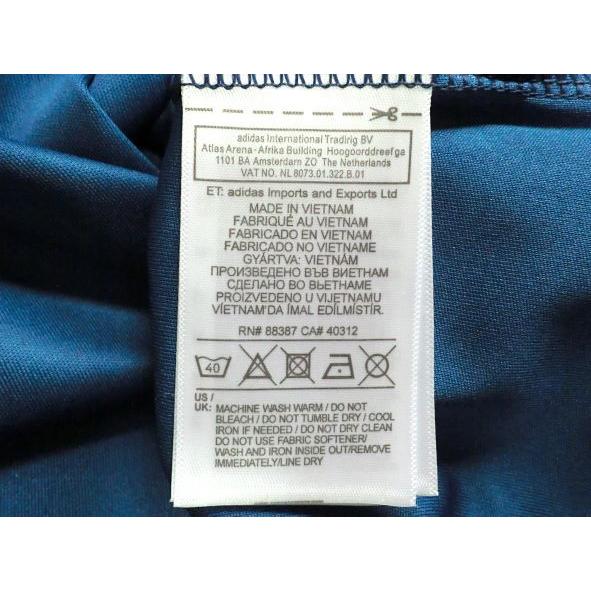 adidas International Tradirig BV
Atlas Arena - Afrika Building Hoogoorddreef ga
1101 BA Amsterdam ZO The Netherlands
VAT NO. NL 8073.01.322.B.01
ET: adidas Imports and Exports Ltd
MADE IN VIETNAM
FABRIQUÉ AU VIETNAM
FABRICADO EN VIETNAM
FABRICADO NO VIETNAME
GYÁRTVA: VIETNÁM
ПРОИЗВЕДЕНО ВЪВ ВИЕТНАМ
СДЕЛАНО ВО ВЬЕТНАМЕ
PROIZVEDENO U VIJETNAMU
VİETNAM'DA İMAL EDİLMİSTİR.
RN# 88387 CA# 40312
40
US /
UK: MACHINE WASH WARM / DO NOT
BLEACH / DO NOT TUMBLE DRY / COOL
IRON IF NEEDED / DO NOT DRY CLEAN
DO NOT USE FABRIC SOFTENER/
WASH AND IRON INSIDE OUT/REMOVE
IMMEDIATELY/LINE DRY